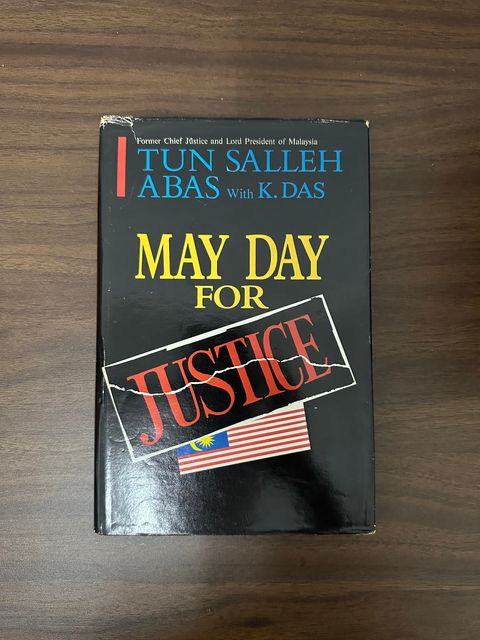 Former Chief Justice and Lord President of Malaysia
TUN SALLEH
ABAS With K. DAS
MAY DAY
FOR
JUSTICE